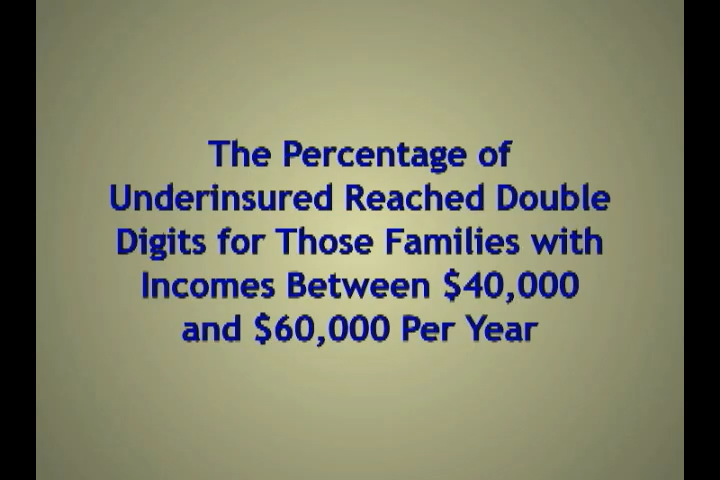 The Percentage of
Underinsured Reached Double
Digits for Those Families with
Incomes Between $40,000
and $60,000 Per Year